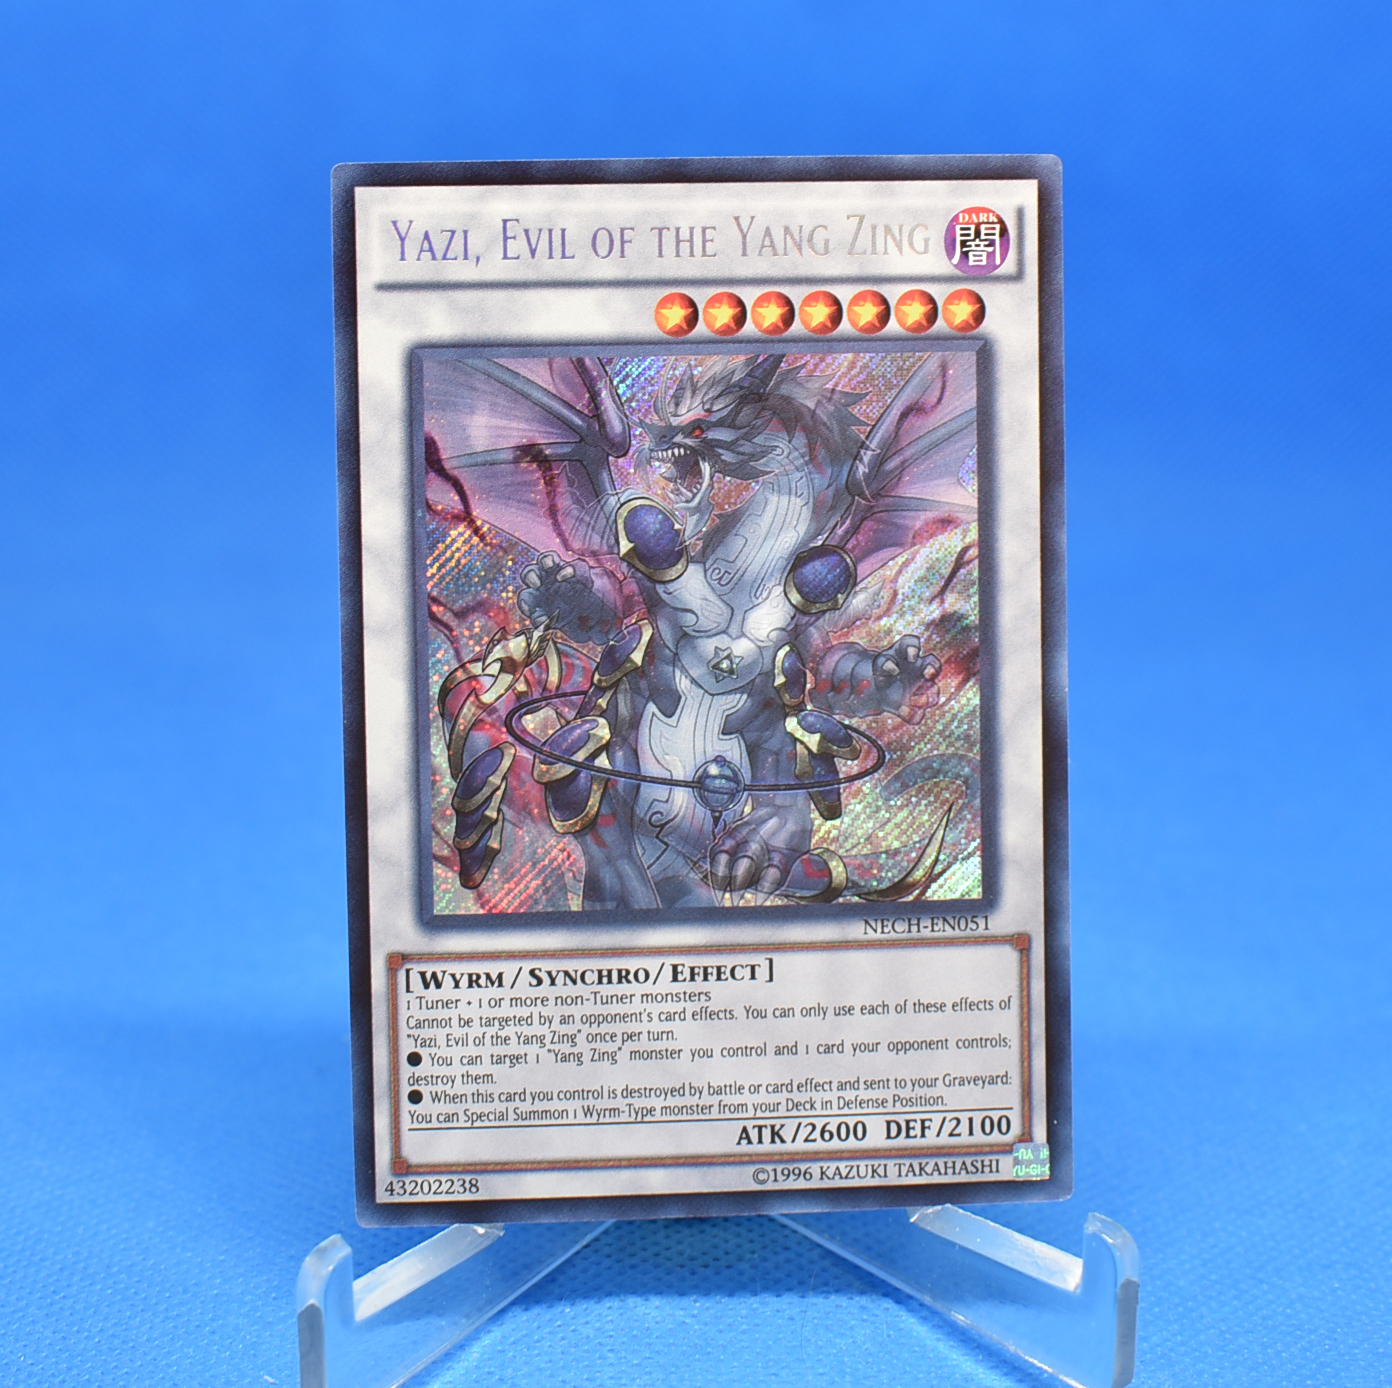 YAZI, EVIL OF THE YANG ZING
DARK
闇
NECH-EN051
[WYRM/SYNCHRO/EFFECT]
1 Tuner + 1 or more non-Tuner monsters
Cannot be targeted by an opponent's card effects. You can only use each of these effects of
"Yazi, Evil of the Yang Zing" once per turn.
● You can target 1 "Yang Zing" monster you control and 1 card your opponent controls;
destroy them.
● When this card you control is destroyed by battle or card effect and sent to your Graveyard:
You can Special Summon 1 Wyrm-Type monster from your Deck in Defense Position.
ATK/2600 DEF/2100
43202238
©1996 KAZUKI TAKAHASHI